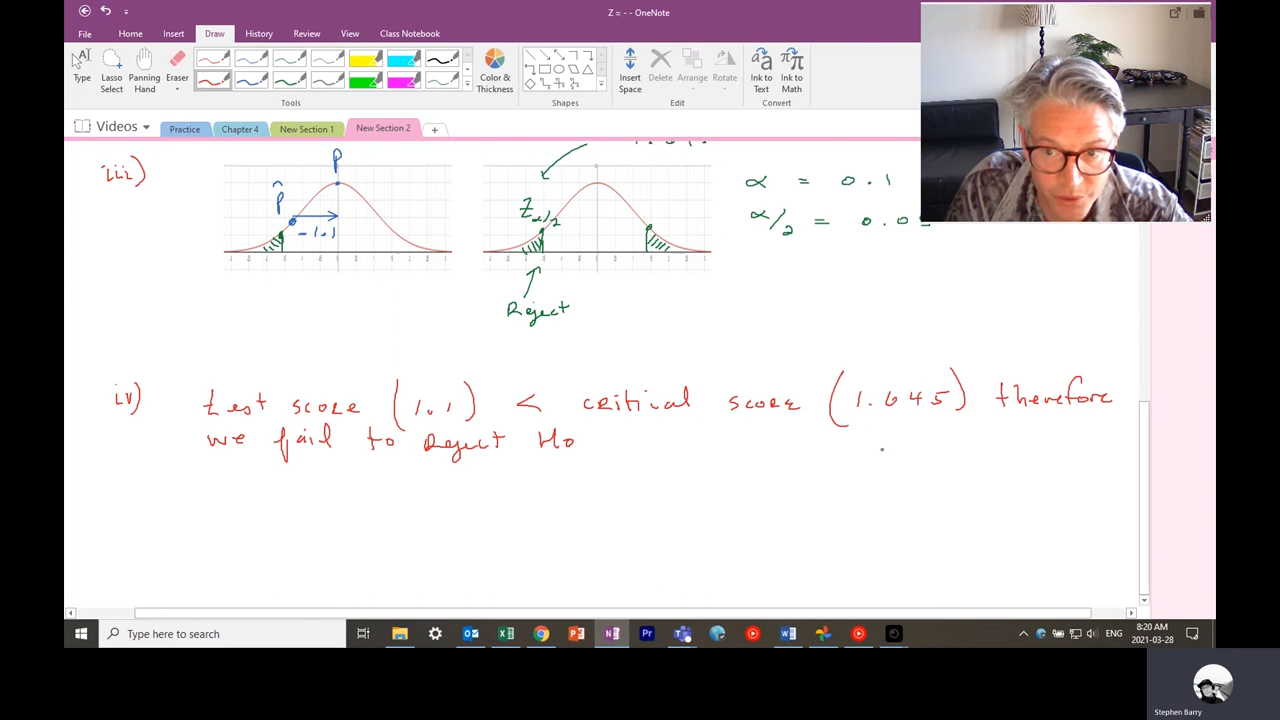 Z = - - OneNote
File Home Insert Draw History Review View Class Notebook
Type
Lasso Select
Panning Hand
Eraser
Color & Thickness
Insert Space
Delete
Arrange
Rotate
Ink to Text
Ink to Math
Tools
Shapes
Edit
Convert
Videos
Practice
Chapter 4
New Section 1
New Section 2
iii)
p
p̂
-1.1
Zα/2
Reject
α = 0.1
α/2 = 0.0
iv) test score (1.1) < critical score (1.645) therefore
we fail to Reject Ho
Type here to search
ENG
8:20 AM
2021-03-28
Stephen Barry